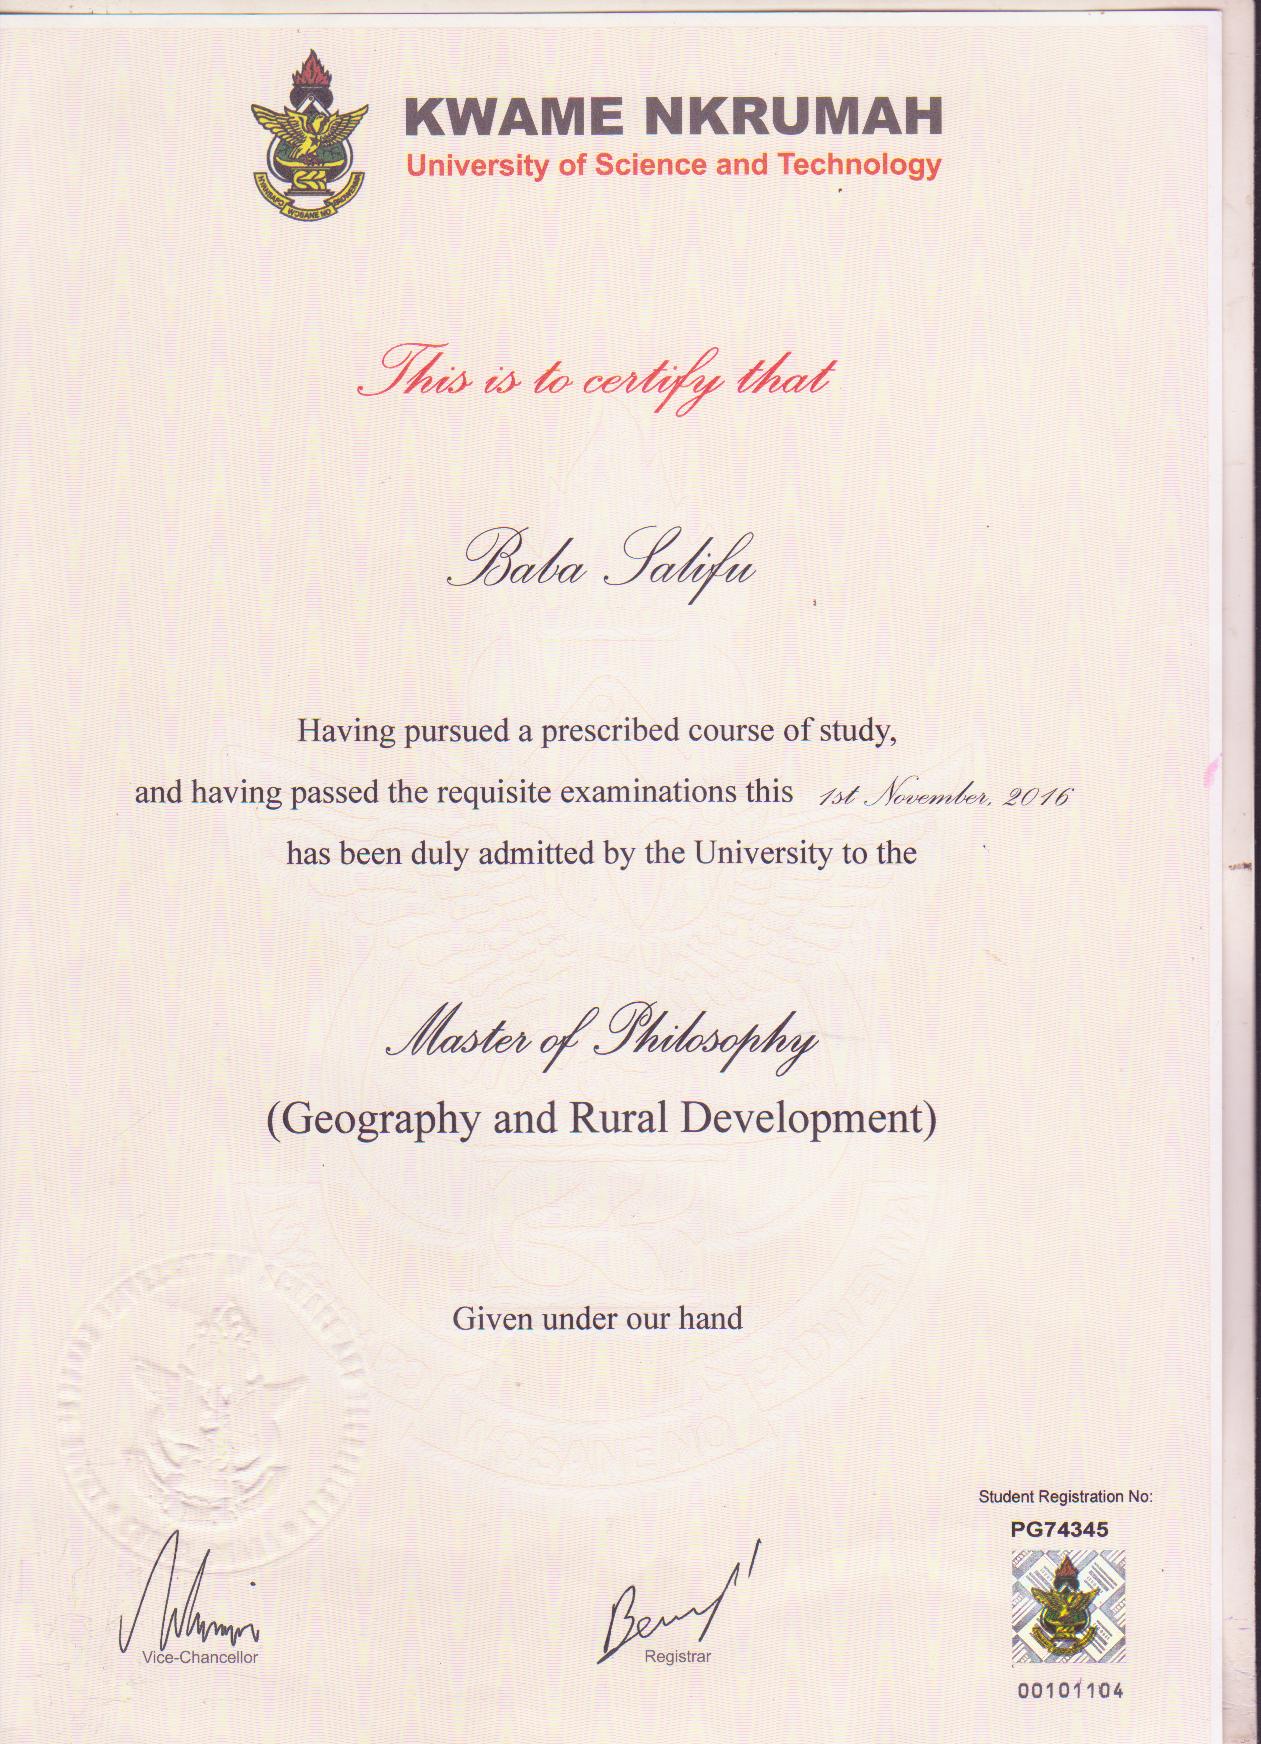 KWAME NKRUMAH
University of Science and Technology
WOSANE NO
This is to certify that
Baba Salifu
Having pursued a prescribed course of study,
and having passed the requisite examinations this 1st November, 2016
has been duly admitted by the University to the
Master of Philosophy
(Geography and Rural Development)
Given under our hand
Student Registration No:
PG74345
Vice-Chancellor
Registrar
00101104